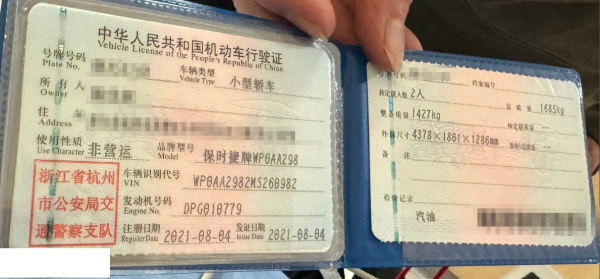 中华人民共和国机动车行驶证
Vehicle License of the People's Republic of China
号牌号码
Plate No.
车辆类型
Vehicle Type
小型轿车
所有人
Owner
住
Address
使用性质
Use Character
非营运
品牌型号
Model
保时捷牌WP0AA298
浙江省杭州
市公安局交
通警察支队
车辆识别代号
VIN
WP0AA2982MS260982
发动机号码
Engine No.
DPG010779
注册日期
Register Date
2021-08-04
发证日期
Issue Date
2021-08-04
号牌号码
档案编号
核定载人数 2人
总质量 1685kg
整备质量 1427kg
核定载质量 --
外廓尺寸 4378×1801×1286mm
备注
检验记录
汽油